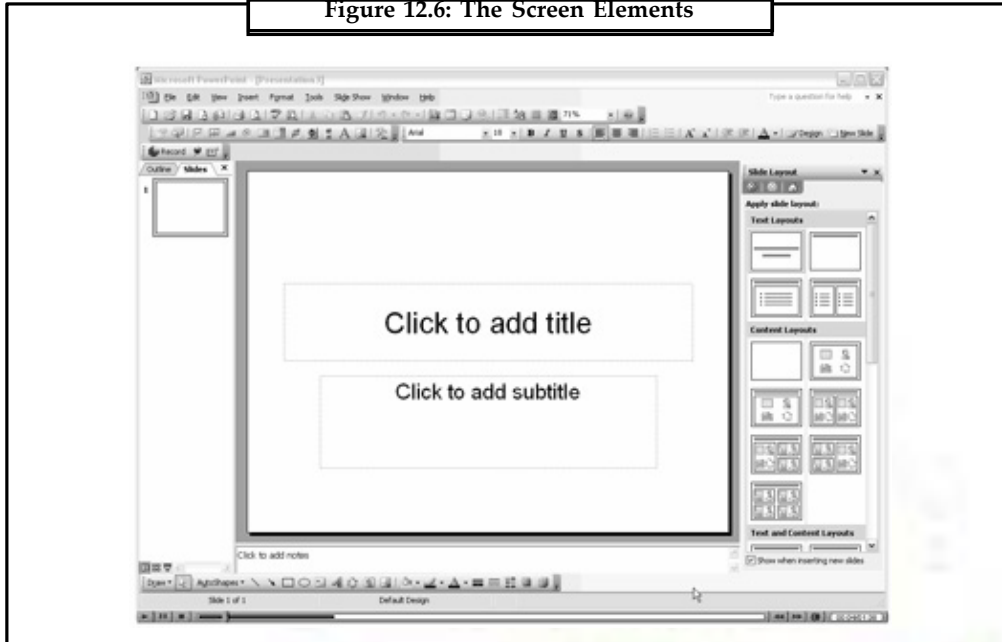 Figure 12.6: The Screen Elements
Microsoft PowerPoint - [Presentation3]
File Edit View Insert Format Tools Slide Show Window Help
Type a question for help
71%
Arial
18
B I U S
Design New Slide
Record
Outline Slides
1
Slide Layout
Apply slide layout:
Text Layouts
Content Layouts
Text and Content Layouts
Show when inserting new slides
Click to add title
Click to add subtitle
Click to add notes
Draw AutoShapes
Slide 1 of 1
Default Design